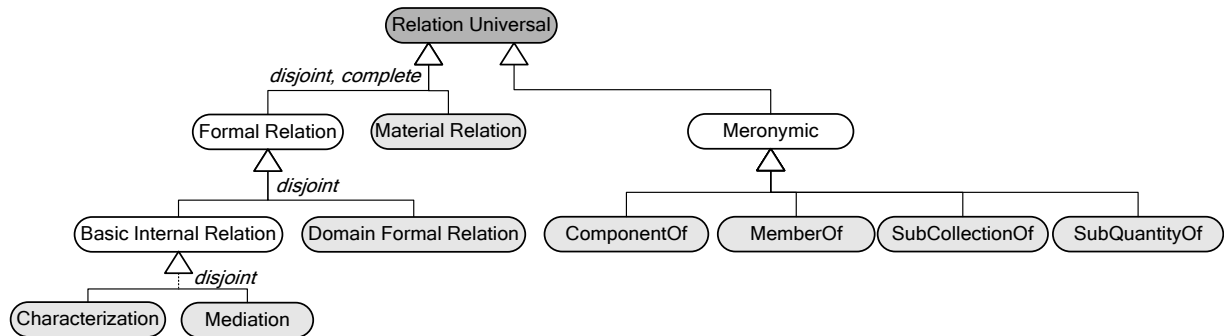 Relation Universal
disjoint, complete
Formal Relation
Material Relation
Meronymic
disjoint
Basic Internal Relation
Domain Formal Relation
ComponentOf
MemberOf
SubCollectionOf
SubQuantityOf
disjoint
Characterization
Mediation